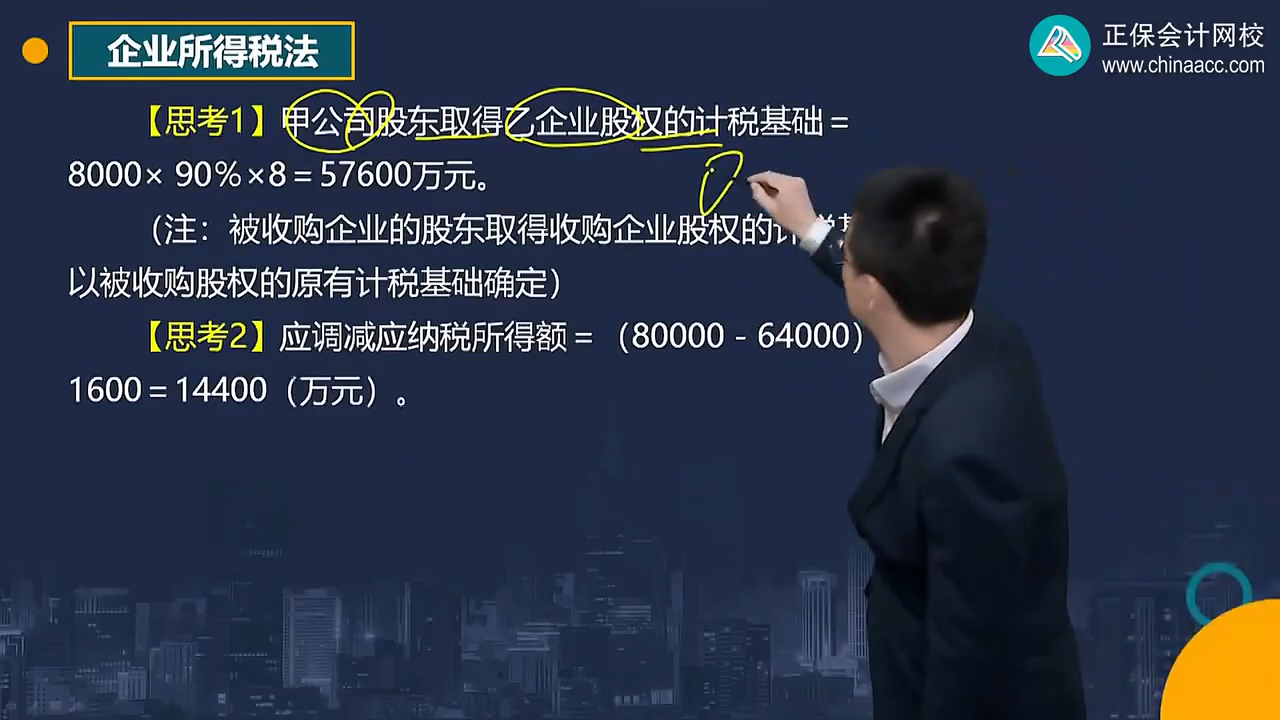 企业所得税法
正保会计网校
www.chinaacc.com
【思考1】甲公司股东取得乙企业股权的计税基础＝
8000× 90%×8＝57600万元。
（注：被收购企业的股东取得收购企业股权的计税
以被收购股权的原有计税基础确定）
【思考2】应调减应纳税所得额＝（80000－64000）
1600＝14400（万元）。